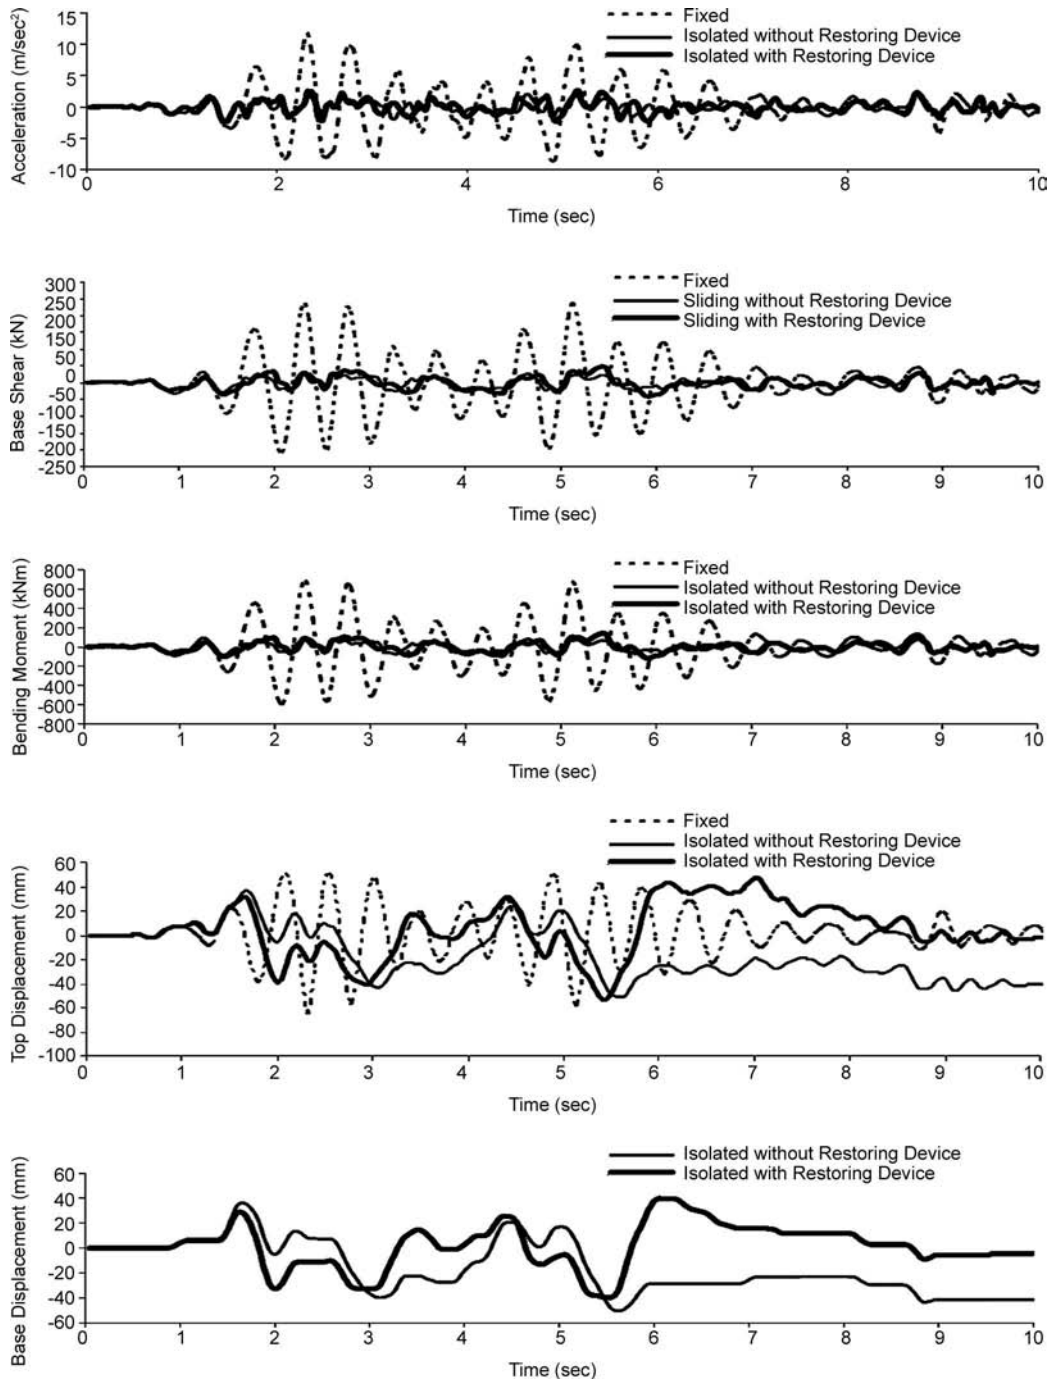 Acceleration (m/sec²)
15
10
5
0
-5
-10
Fixed
Isolated without Restoring Device
Isolated with Restoring Device
0 2 4 6 8 10
Time (sec)
Base Shear (kN)
300
250
150
50
0
-50
-100
-150
-200
-250
Fixed
Sliding without Restoring Device
Sliding with Restoring Device
0 1 2 3 4 5 6 7 8 9 10
Time (sec)
Bending Moment (kNm)
800
600
400
200
0
-200
-400
-600
-800
Fixed
Isolated without Restoring Device
Isolated with Restoring Device
0 1 2 3 4 5 6 7 8 9 10
Time (sec)
Top Displacement (mm)
60
40
20
0
-20
-40
-60
-80
-100
Fixed
Isolated without Restoring Device
Isolated with Restoring Device
0 1 2 3 4 5 6 7 8 9 10
Time (sec)
Base Displacement (mm)
60
40
20
0
-20
-40
-60
Isolated without Restoring Device
Isolated with Restoring Device
0 1 2 3 4 5 6 7 8 9 10
Time (sec)